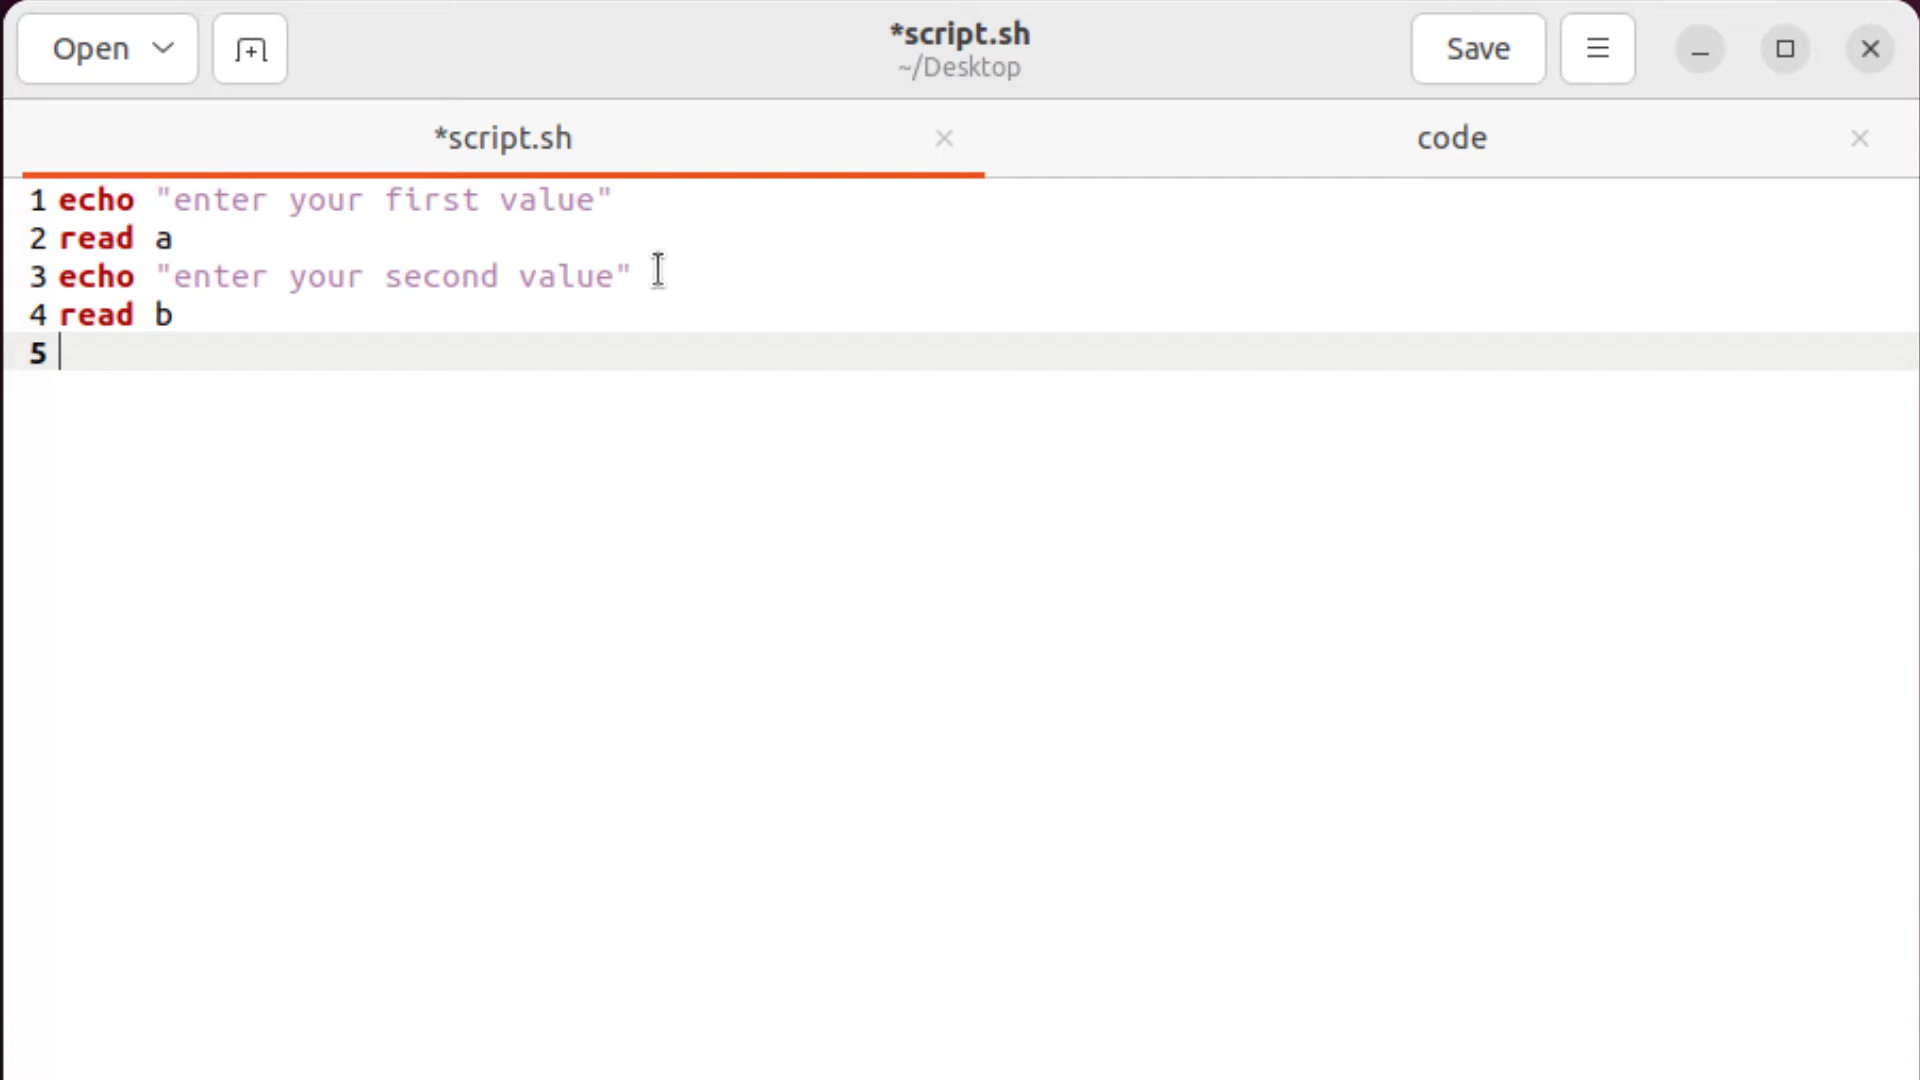 Open
*script.sh
~/Desktop
Save
*script.sh
code
1 echo "enter your first value"
2 read a
3 echo "enter your second value"
4 read b
5